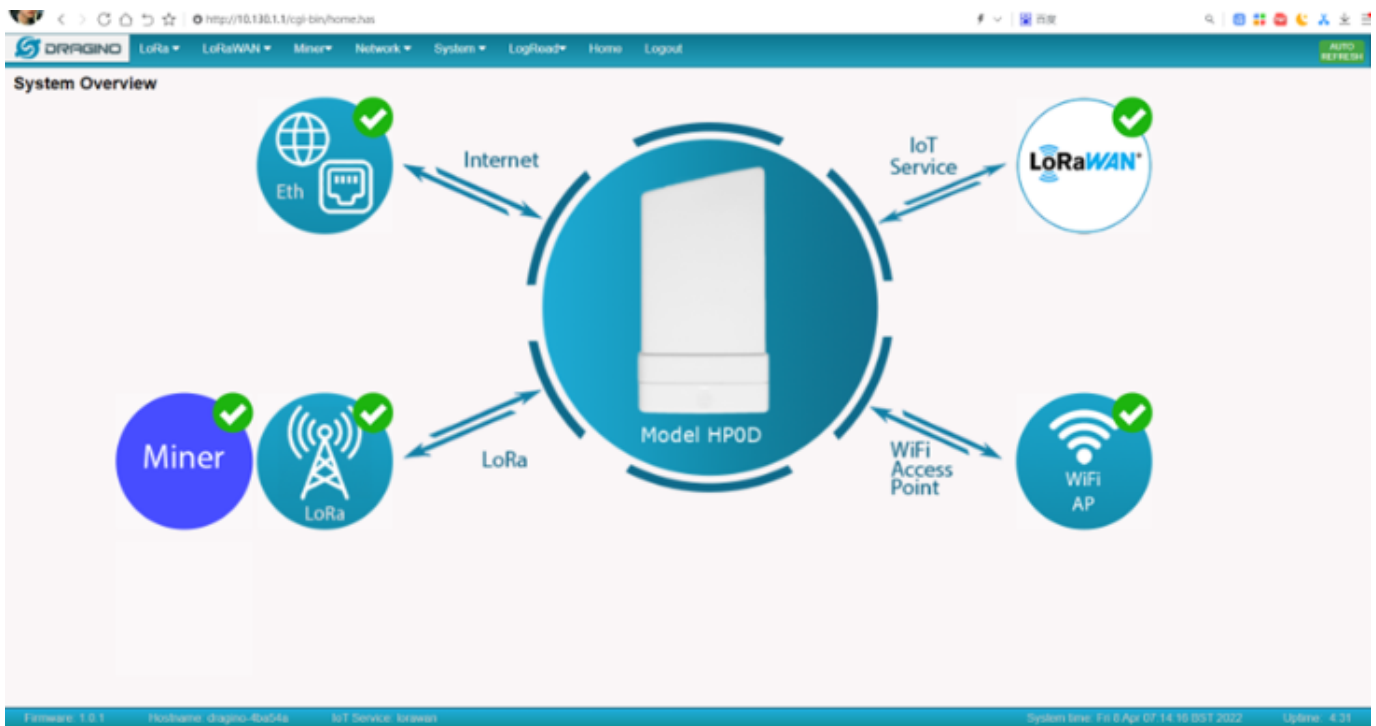 http://10.130.1.1/cgi-bin/home.has
百度
DRAGINO LoRa LoRaWAN Miner Network System LogRead Home Logout
AUTO REFRESH
System Overview
Eth
Internet
IoT
Service
LoRaWAN
Model HP0D
Miner
LoRa
LoRa
WiFi
Access
Point
WiFi
AP
Firmware: 1.0.1 Hostname: dragino-4ba54a IoT Service: lorawan System time: Fri 8 Apr 07:14:16 BST 2022 Uptime: 4:31